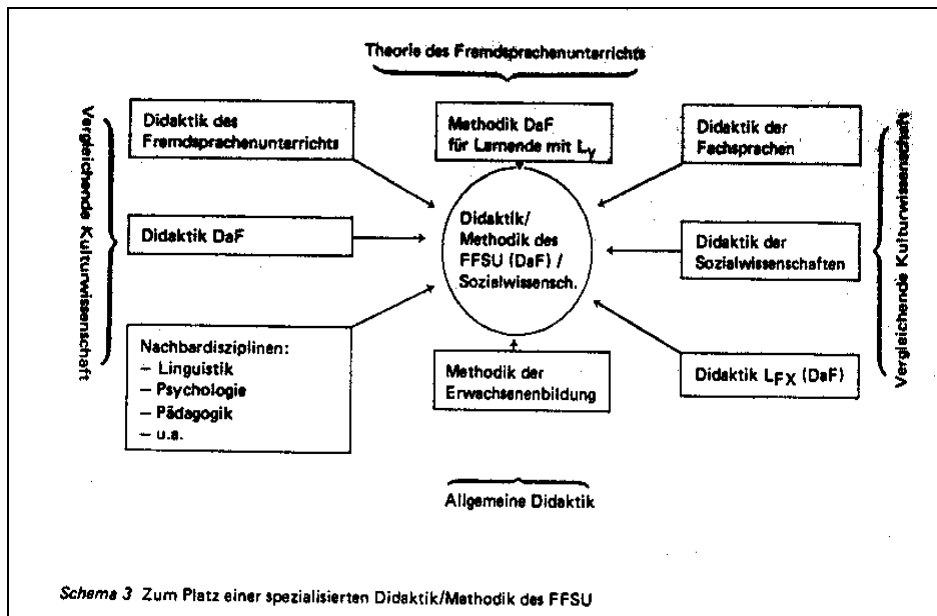 Theorie des Fremdsprachenunterrichts
Vergleichende Kulturwissenschaft
Didaktik des
Fremdsprachenunterrichts
Methodik DaF
für Lernende mit Ly
Didaktik der
Fachsprachen
Didaktik DaF
Didaktik/
Methodik des
FFSU (DaF) /
Sozialwissensch.
Didaktik der
Sozialwissenschaften
Nachbardisziplinen:
– Linguistik
– Psychologie
– Pädagogik
– u.a.
Methodik der
Erwachsenenbildung
Didaktik LFX (DaF)
Vergleichende Kulturwissenschaft
Allgemeine Didaktik
Schema 3 Zum Platz einer spezialisierten Didaktik/Methodik des FFSU